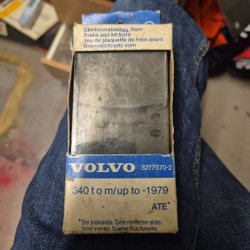 Skivbromsbelägg, fram
Brake pad kit front
Jeu de plaquette de frein avant
Bremsklotzsatz vorn
VOLVO
3277570-2
340 t o m/up to -1979
ATE*
*Se baksida. See reverse side.
Voir verso. Siehe Rückseite.